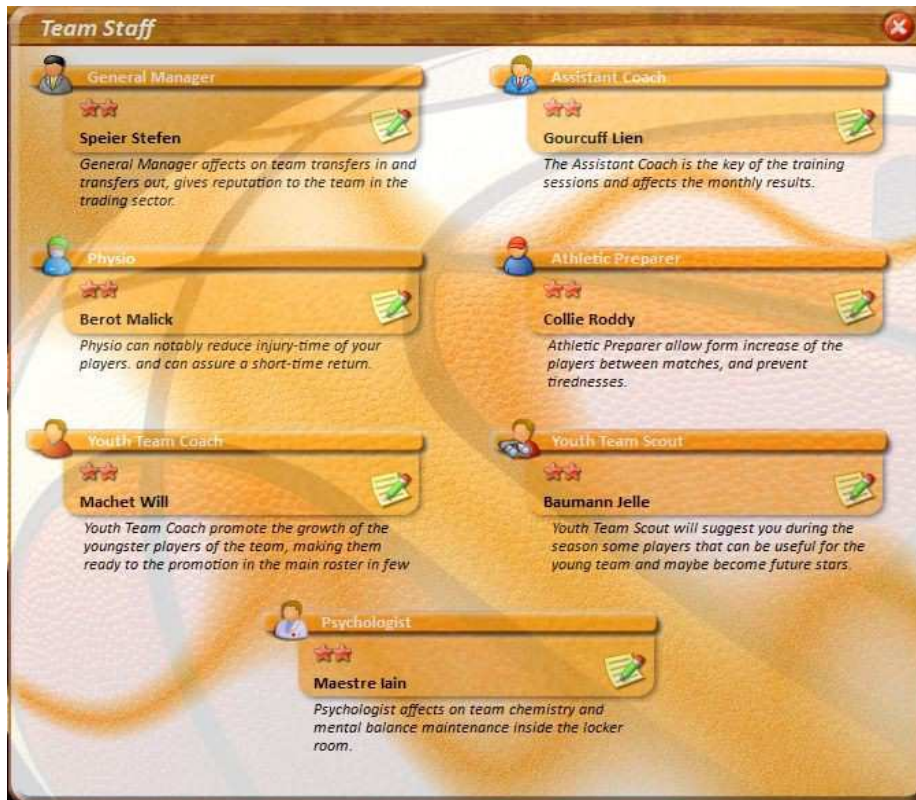 Team Staff
General Manager
Speier Stefen
General Manager affects on team transfers in and
transfers out, gives reputation to the team in the
trading sector.
Assistant Coach
Gourcuff Lien
The Assistant Coach is the key of the training
sessions and affects the monthly results.
Physio
Berot Malick
Physio can notably reduce injury-time of your
players. and can assure a short-time return.
Athletic Preparer
Collie Roddy
Athletic Preparer allow form increase of the
players between matches, and prevent
tirednesses.
Youth Team Coach
Machet Will
Youth Team Coach promote the growth of the
youngster players of the team, making them
ready to the promotion in the main roster in few
Youth Team Scout
Baumann Jelle
Youth Team Scout will suggest you during the
season some players that can be useful for the
young team and maybe become future stars.
Psychologist
Maestre Iain
Psychologist affects on team chemistry and
mental balance maintenance inside the locker
room.